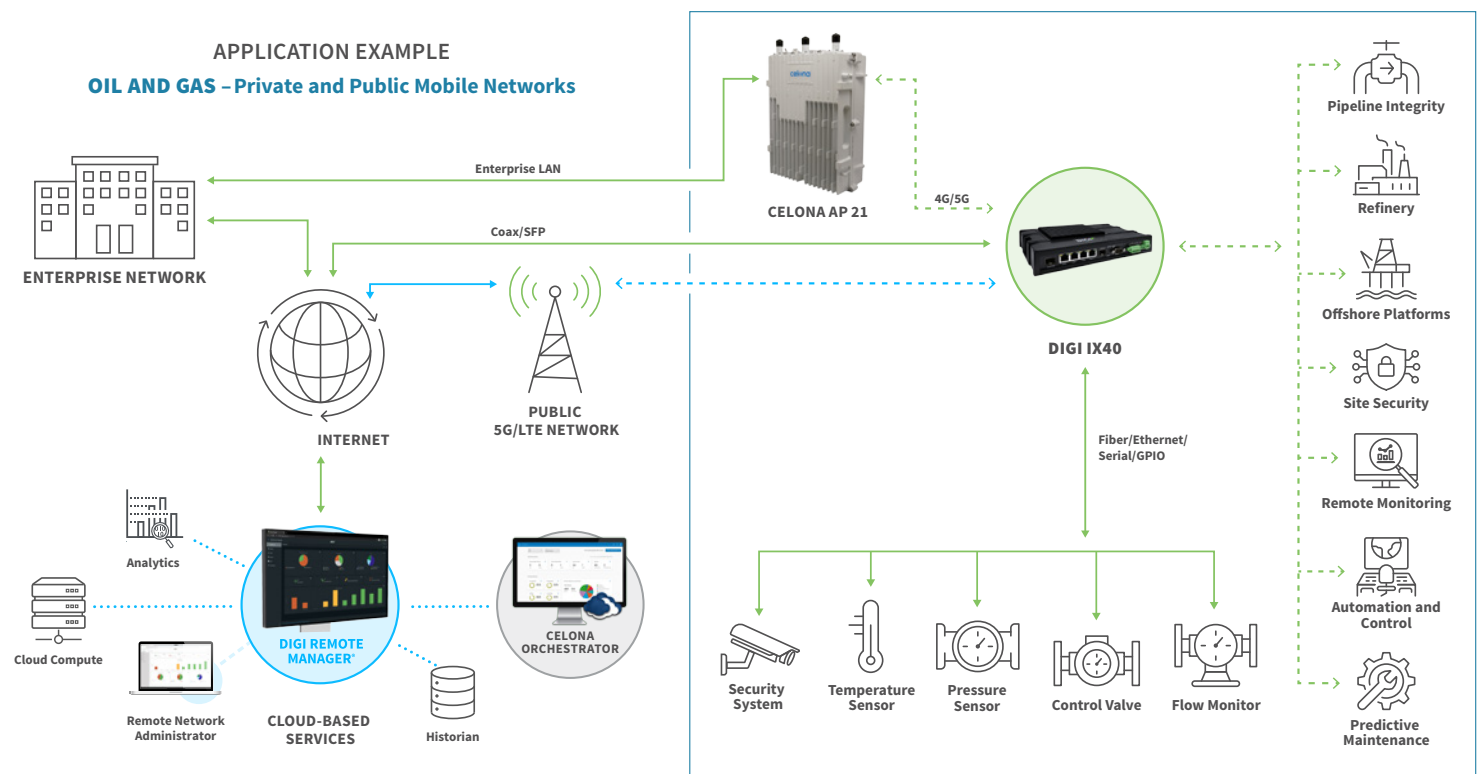 APPLICATION EXAMPLE
OIL AND GAS – Private and Public Mobile Networks
Enterprise LAN
ENTERPRISE NETWORK
Coax/SFP
INTERNET
PUBLIC
5G/LTE NETWORK
celona
CELONA AP 21
4G/5G
DIGI IX40
Fiber/Ethernet/
Serial/GPIO
Pipeline Integrity
Refinery
Offshore Platforms
Site Security
Remote Monitoring
Automation and
Control
Predictive
Maintenance
Security
System
Temperature
Sensor
Pressure
Sensor
Control Valve
Flow Monitor
Analytics
Cloud Compute
Remote Network
Administrator
DIGI REMOTE
MANAGER®
CLOUD-BASED
SERVICES
Historian
CELONA
ORCHESTRATOR